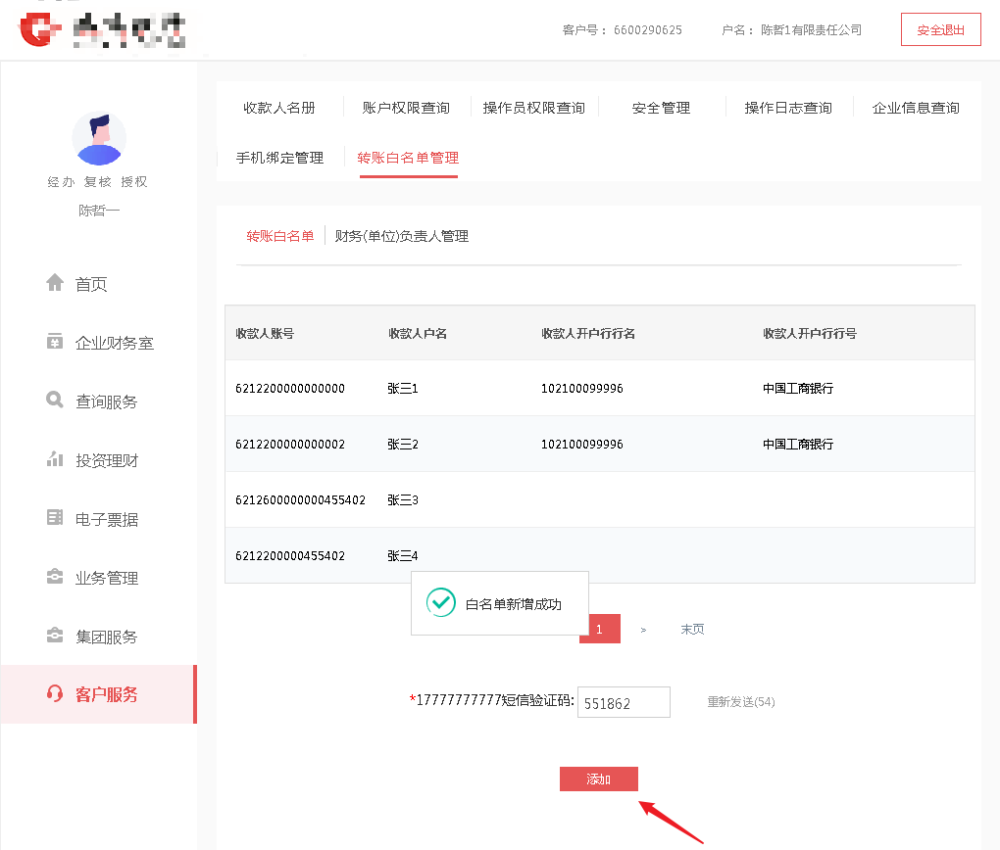 客户号： 6600290625 户名： 陈哲1有限责任公司 安全退出
收款人名册 账户权限查询 操作员权限查询 安全管理 操作日志查询 企业信息查询
手机绑定管理 转账白名单管理
经办 复核 授权
陈哲一
首页
企业财务室
查询服务
投资理财
电子票据
业务管理
集团服务
客户服务
转账白名单 财务(单位)负责人管理
收款人账号 收款人户名 收款人开户行行名 收款人开户行行号
6212200000000000 张三1 102100099996 中国工商银行
6212200000000002 张三2 102100099996 中国工商银行
6212600000000455402 张三3
6212200000455402 张三4
白名单新增成功
1 > 末页
*17777777777短信验证码: 551862 重新发送(54)
添加